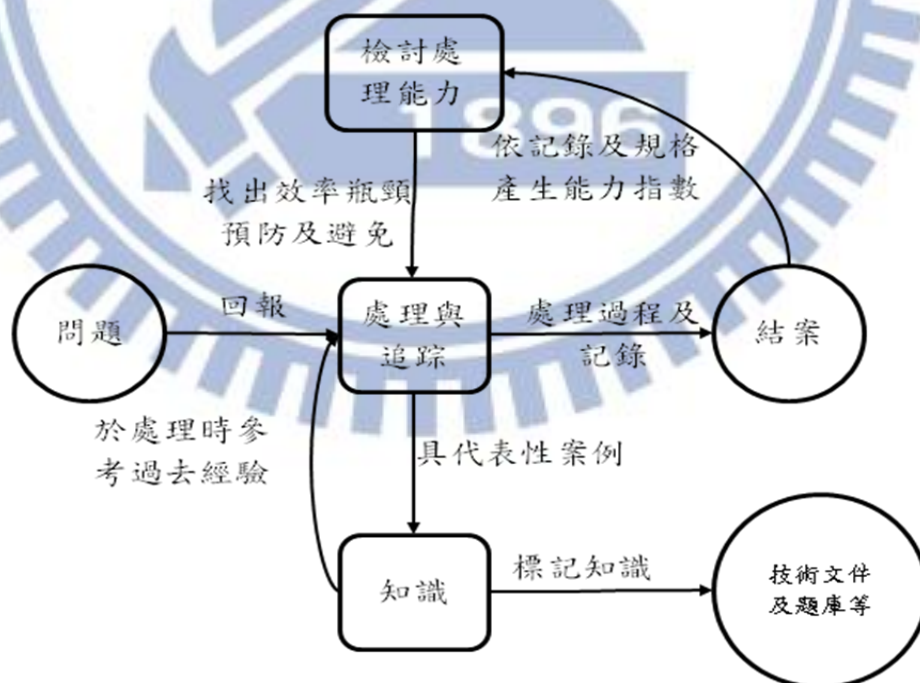 檢討處
理能力
1896
依記錄及規格
產生能力指數
找出效率瓶頸
預防及避免
問題
回報
處理與
追踪
處理過程及
記錄
結案
於處理時參
考過去經驗
具代表性案例
知識
標記知識
技術文件
及題庫等